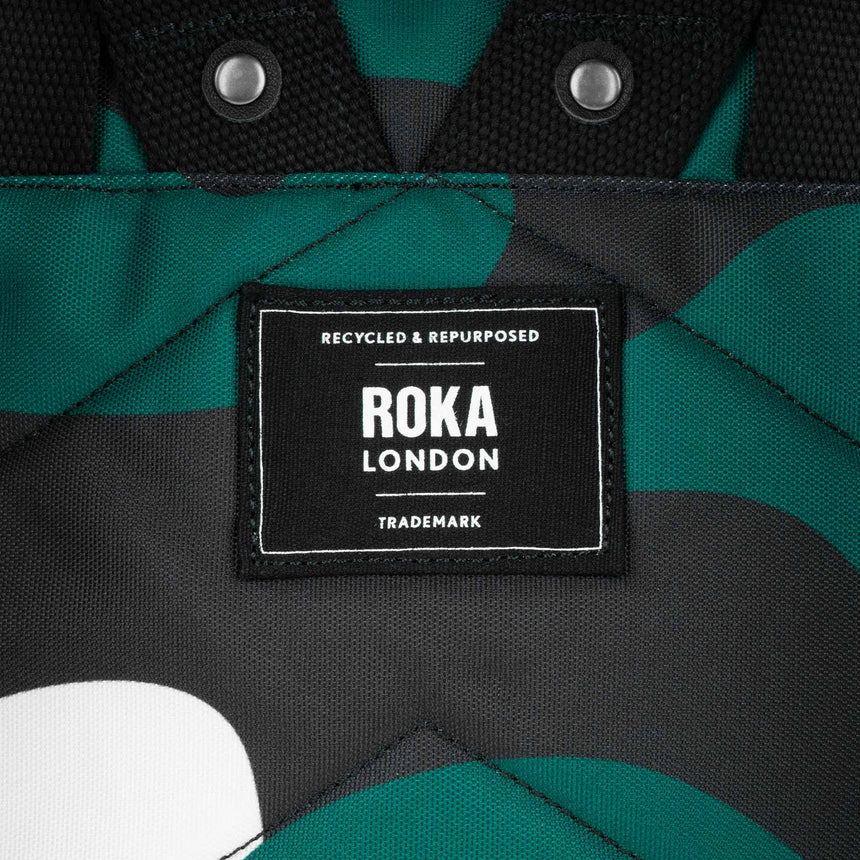 RECYCLED & REPURPOSED
ROKA
LONDON
TRADEMARK